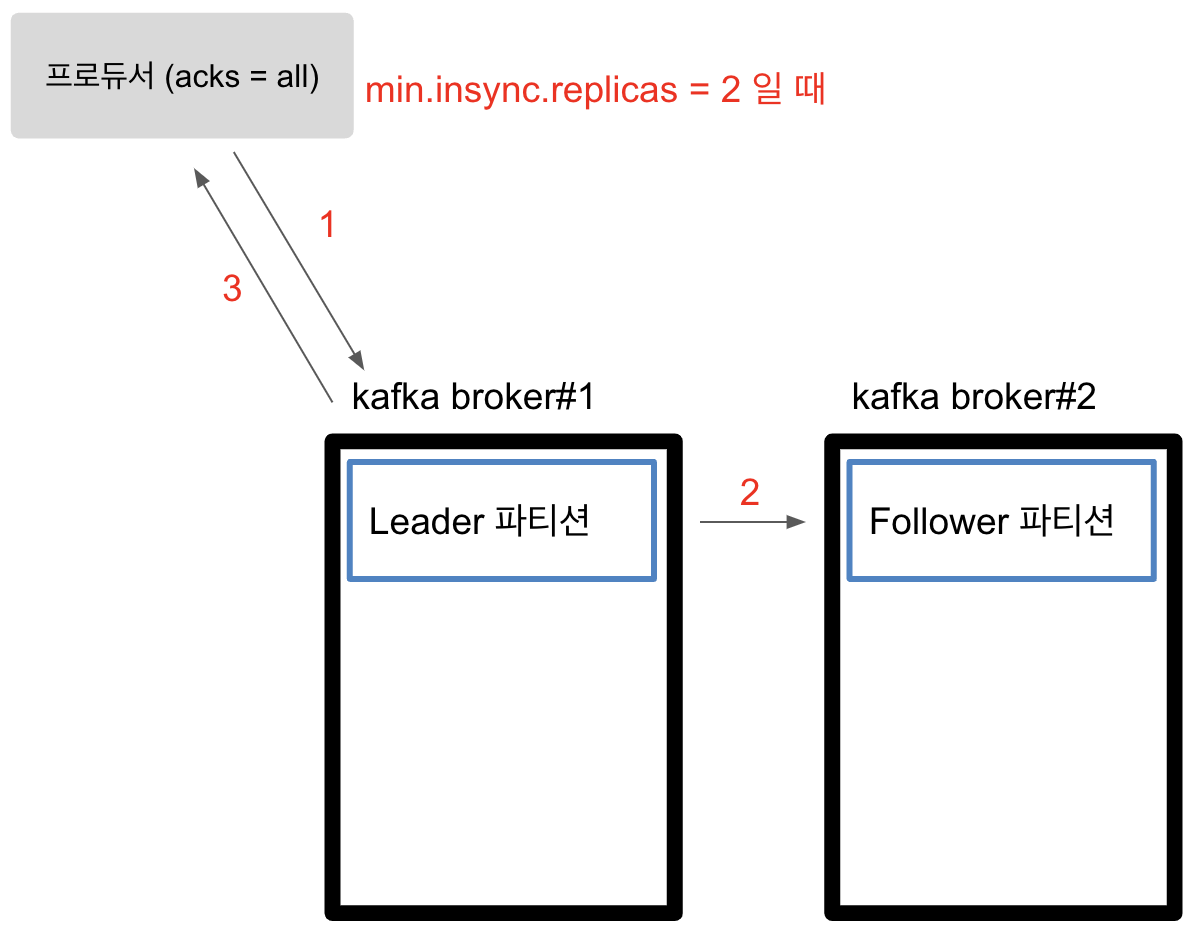 프로듀서 (acks = all)
min.insync.replicas = 2 일 때
1
3
kafka broker#1
kafka broker#2
2
Leader 파티션
Follower 파티션